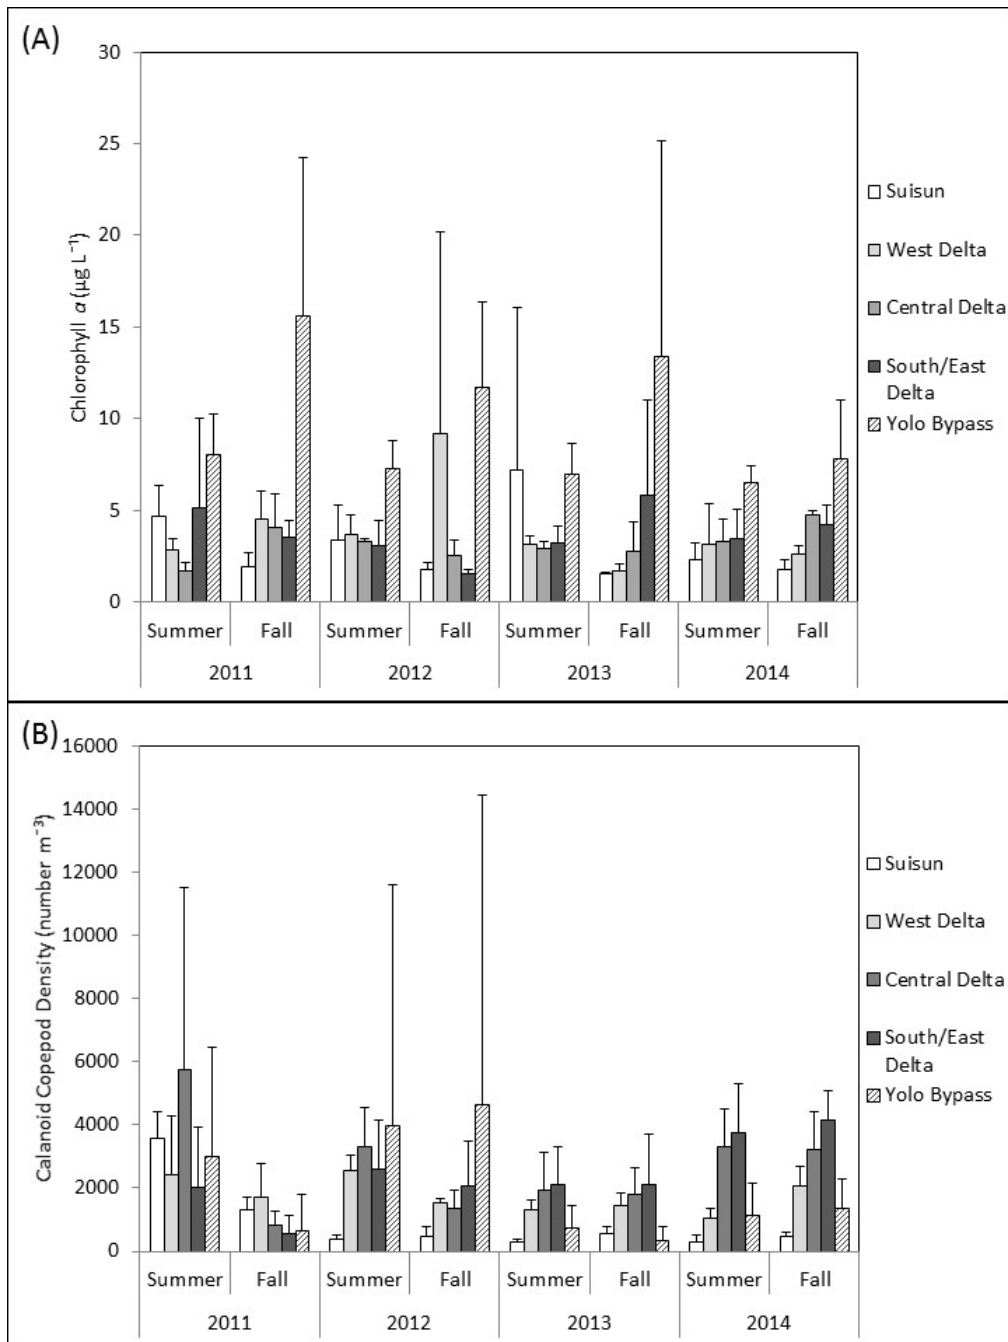 (A)
30
25
20
15
10
5
0
Chlorophyll a (µg L⁻¹)
Suisun
West Delta
Central Delta
South/East
Delta
Yolo Bypass
Summer Fall Summer Fall Summer Fall Summer Fall
2011 2012 2013 2014
(B)
16000
14000
12000
10000
8000
6000
4000
2000
0
Calanoid Copepod Density (number m⁻³)
Suisun
West Delta
Central Delta
South/East
Delta
Yolo Bypass
Summer Fall Summer Fall Summer Fall Summer Fall
2011 2012 2013 2014